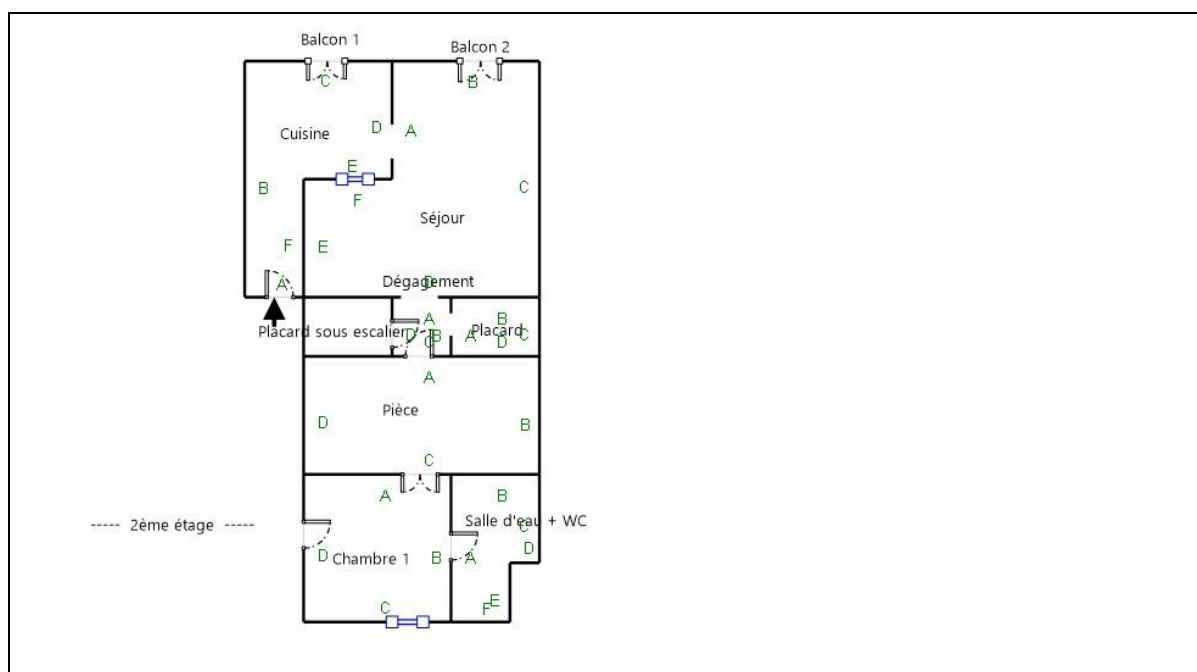 Balcon 1
Balcon 2
C
B
Cuisine
D
A
E
B
C
F
Séjour
F
E
Dégagement
D
A
A
B
Placard sous escalier
D
B
A
Placard
C
C
D
A
Pièce
D
B
C
A
B
----- 2ème étage -----
Salle d'eau + WC
C
D
D
Chambre 1
B
A
C
F
E